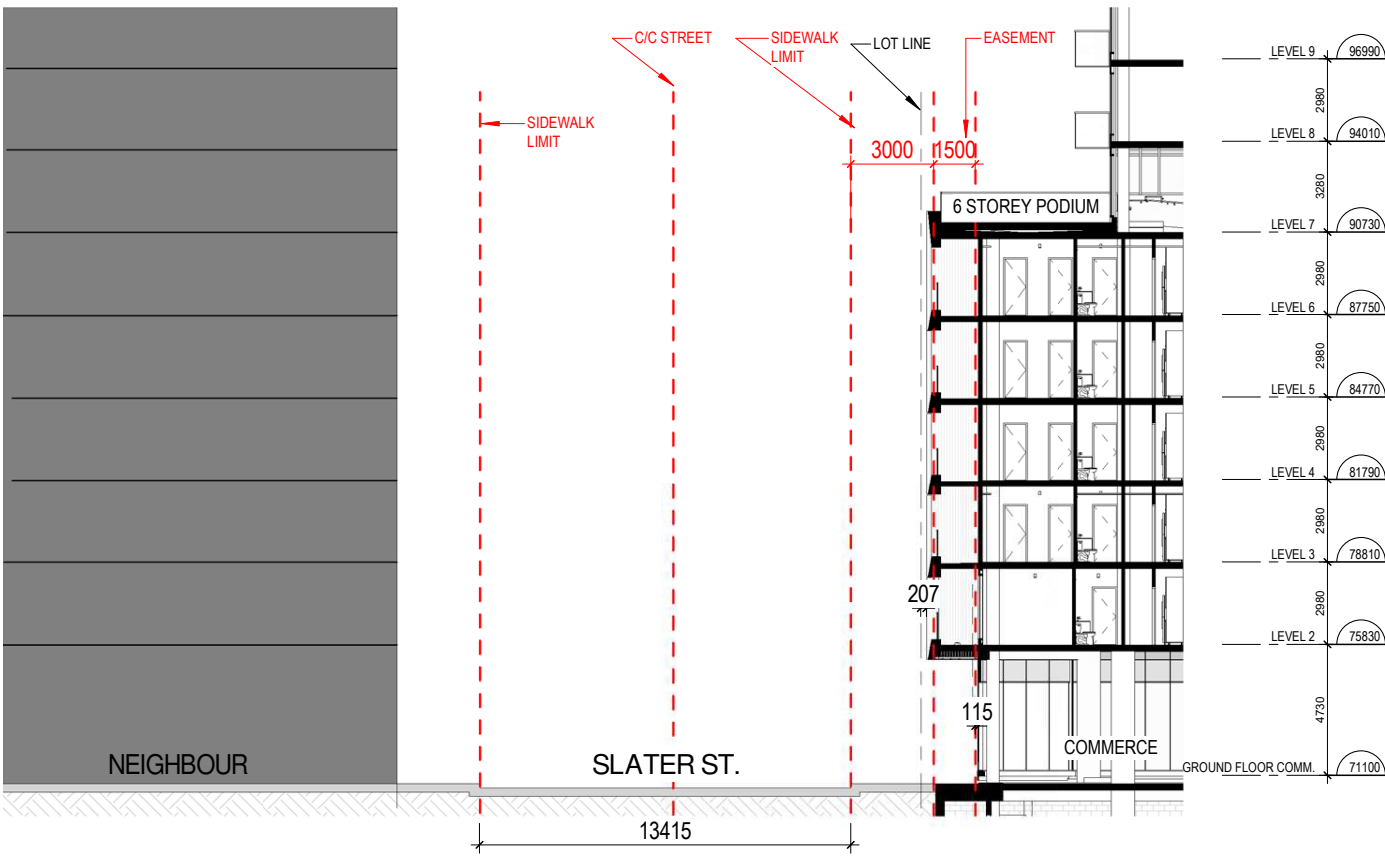 C/C STREET
SIDEWALK
LIMIT
LOT LINE
EASEMENT
LEVEL 9 96990
2980
SIDEWALK
LIMIT
LEVEL 8 94010
3000 1500
3280
6 STOREY PODIUM
LEVEL 7 90730
2980
LEVEL 6 87750
2980
LEVEL 5 84770
2980
LEVEL 4 81790
2980
LEVEL 3 78810
207
2980
LEVEL 2 75830
115
4730
COMMERCE
NEIGHBOUR
SLATER ST.
GROUND FLOOR COMM. 71100
13415